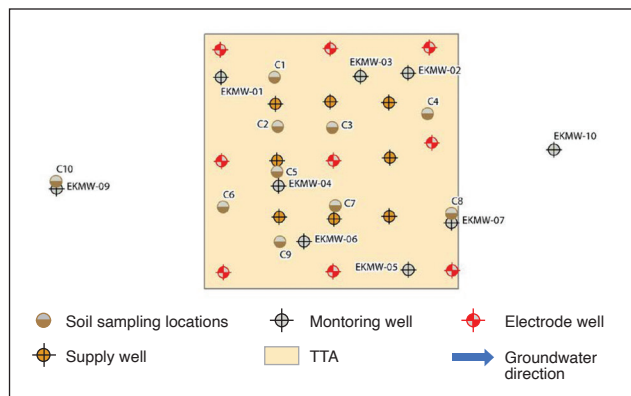 C1
EKMW-03
EKMW-02
EKMW-01
C4
C2
C3
EKMW-10
C10
EKMW-09
C5
EKMW-04
C6
C7
C8
EKMW-07
C9
EKMW-06
EKMW-05
Soil sampling locations
Montoring well
Electrode well
Supply well
TTA
Groundwater
direction